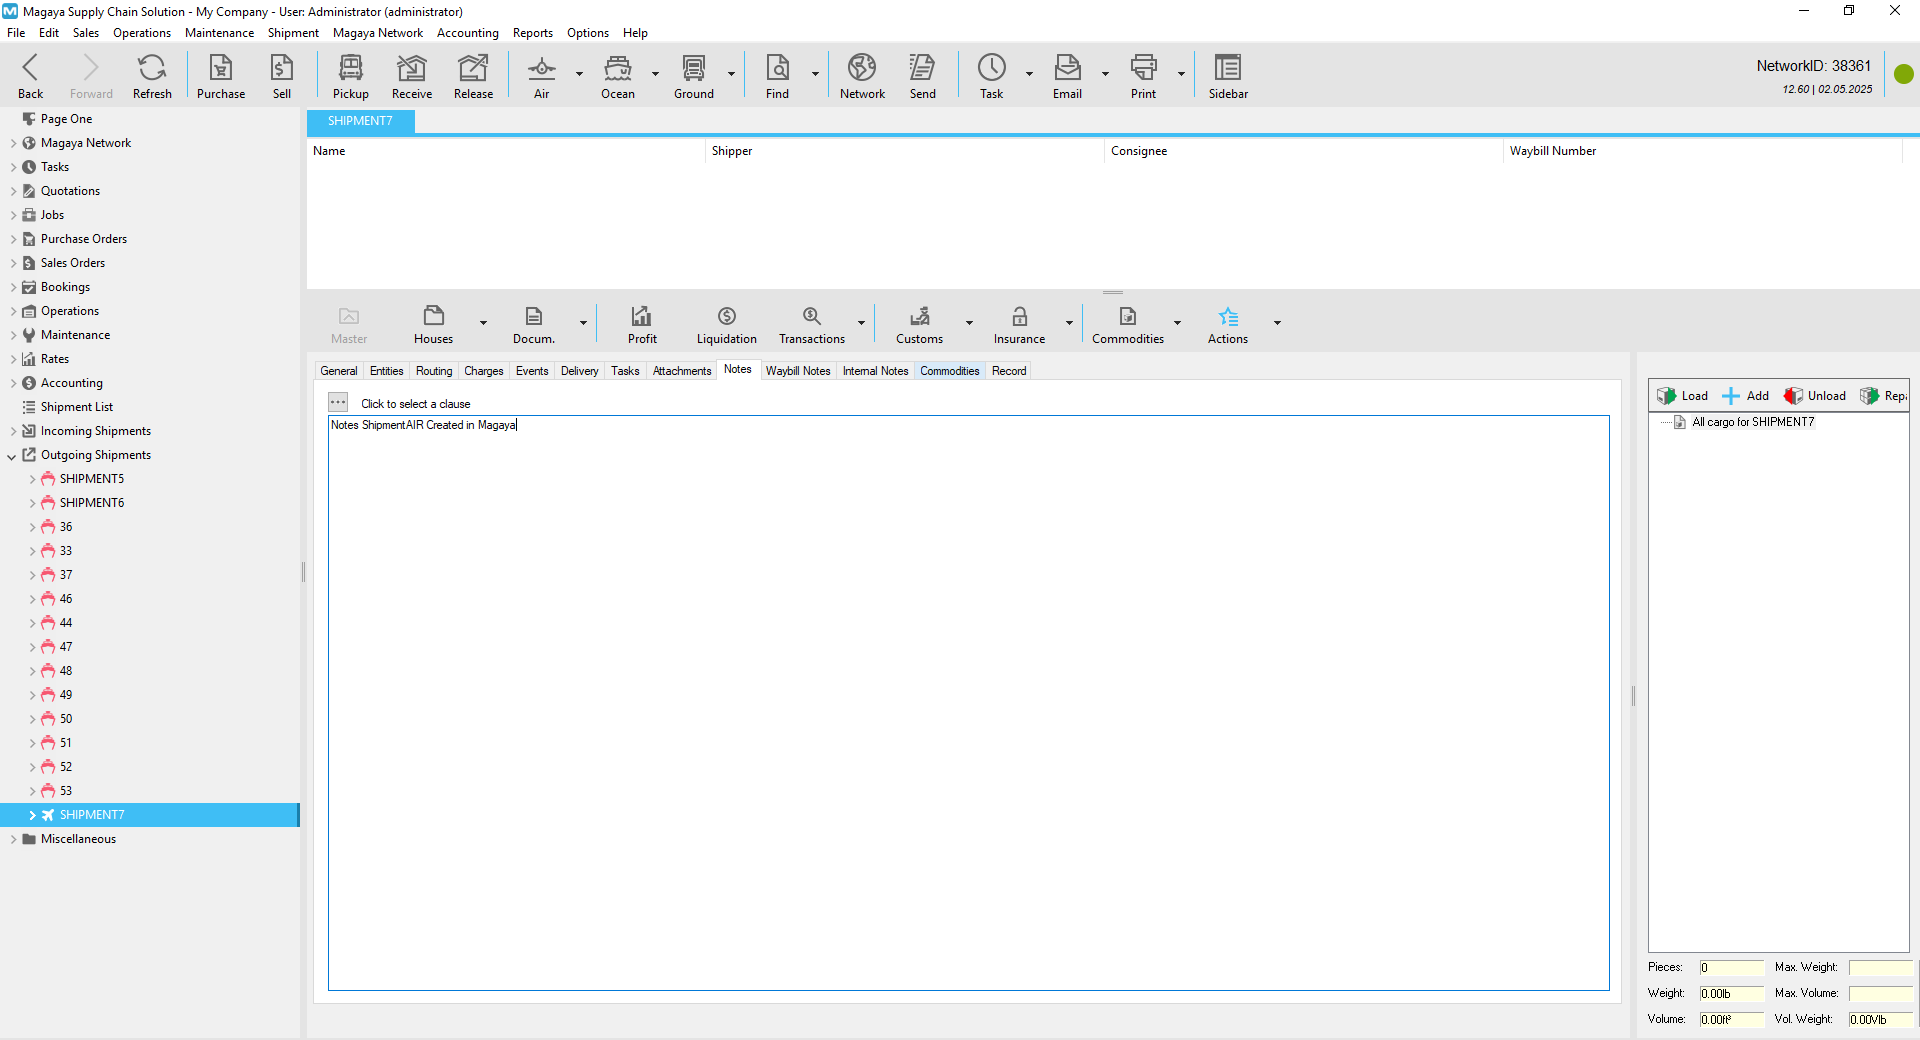 Magaya Supply Chain Solution - My Company - User: Administrator (administrator)
File Edit Sales Operations Maintenance Shipment Magaya Network Accounting Reports Options Help
Back Forward Refresh Purchase Sell Pickup Receive Release Air Ocean Ground Find Network Send Task Email Print Sidebar
NetworkID: 38361
12.60 | 02.05.2025
Page One
Magaya Network
Tasks
Quotations
Jobs
Purchase Orders
Sales Orders
Bookings
Operations
Maintenance
Rates
Accounting
Shipment List
Incoming Shipments
Outgoing Shipments
SHIPMENT5
SHIPMENT6
36
33
37
46
44
47
48
49
50
51
52
53
SHIPMENT7
Miscellaneous
SHIPMENT7
Name Shipper Consignee Waybill Number
Master Houses Docum. Profit Liquidation Transactions Customs Insurance Commodities Actions
General Entities Routing Charges Events Delivery Tasks Attachments Notes Waybill Notes Internal Notes Commodities Record
Click to select a clause
Notes ShipmentAIR Created in Magaya
Load Add Unload Repa
All cargo for SHIPMENT7
Pieces: 0 Max. Weight:
Weight: 0.00lb Max. Volume:
Volume: 0.00ft³ Vol. Weight: 0.00Vlb